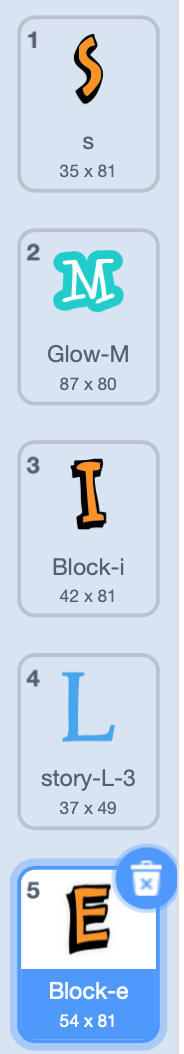 1
S
s
35 x 81
2
M
Glow-M
87 x 80
3
I
Block-i
42 x 81
4
L
story-L-3
37 x 49
5
E
Block-e
54 x 81